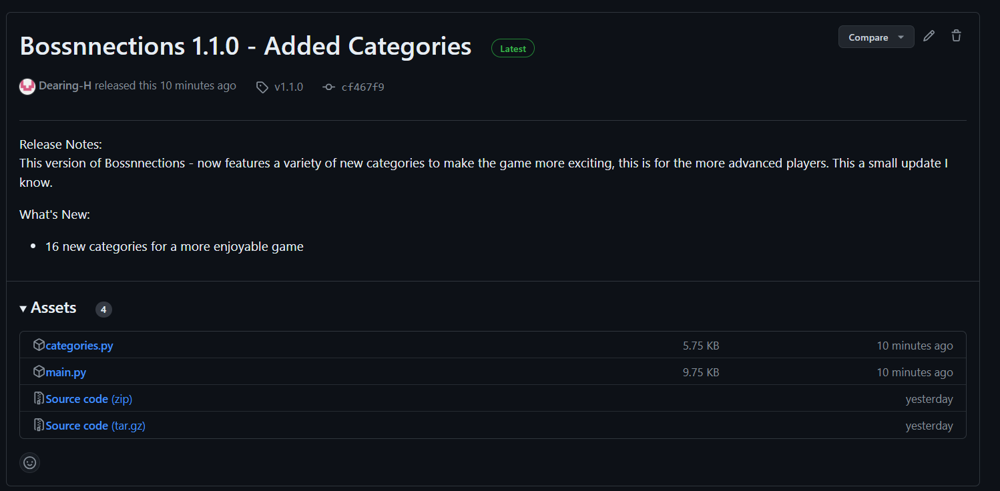 Bossnnections 1.1.0 - Added Categories Latest Compare
Dearing-H released this 10 minutes ago v1.1.0 cf467f9
Release Notes:
This version of Bossnnections - now features a variety of new categories to make the game more exciting, this is for the more advanced players. This a small update I
know.
What's New:
• 16 new categories for a more enjoyable game
Assets 4
categories.py 5.75 KB 10 minutes ago
main.py 9.75 KB 10 minutes ago
Source code (zip) yesterday
Source code (tar.gz) yesterday